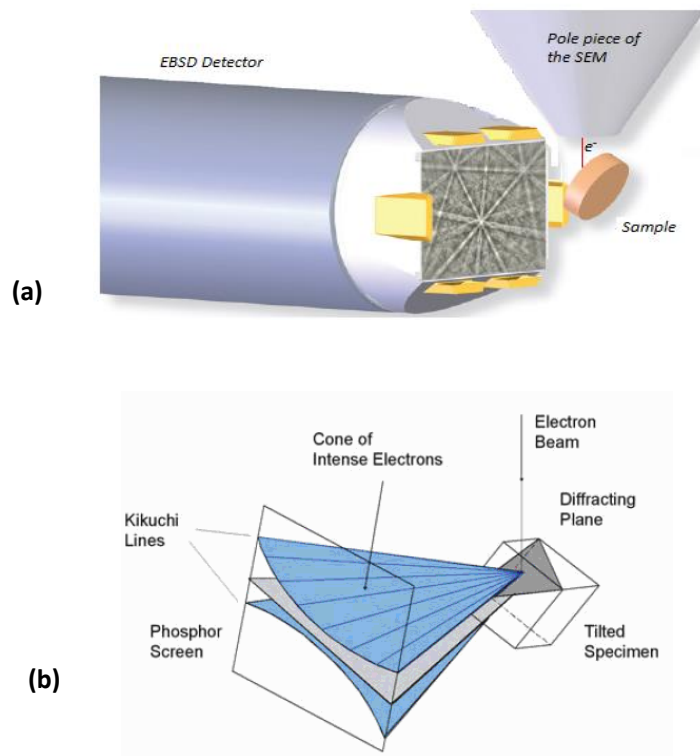 Pole piece of
the SEM
EBSD Detector
e-
Sample
(a)
Electron
Beam
Cone of
Intense Electrons
Diffracting
Plane
Kikuchi
Lines
Phosphor
Screen
Tilted
Specimen
(b)